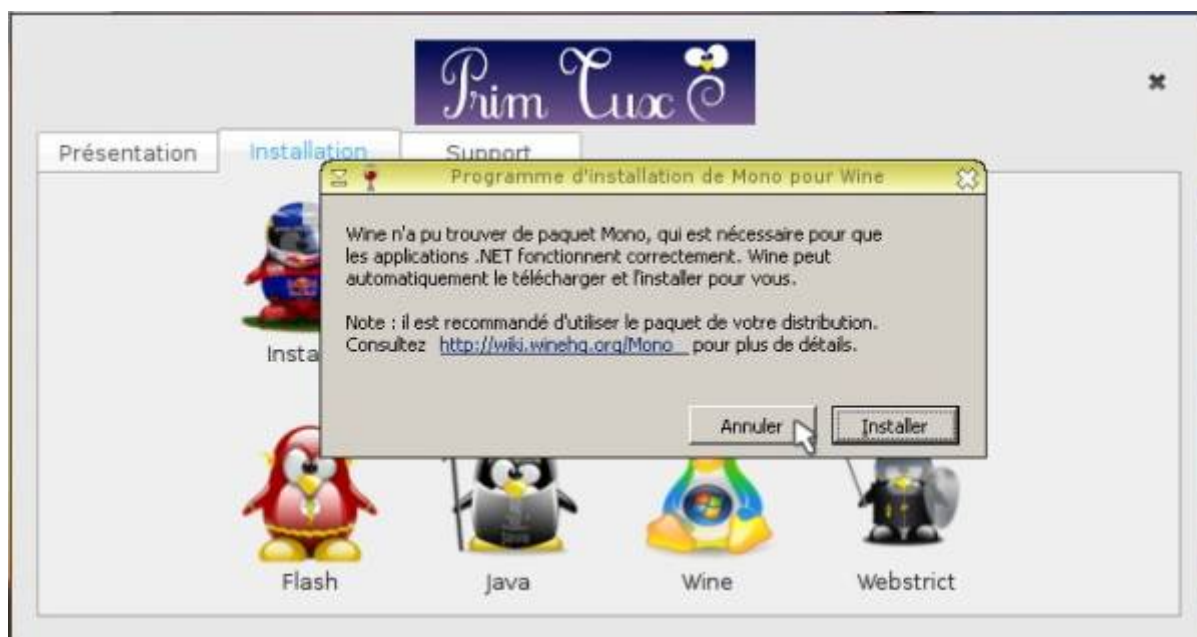 Prim Tux
Présentation
Installation
Support
Programme d'installation de Mono pour Wine
Wine n'a pu trouver de paquet Mono, qui est nécessaire pour que
les applications .NET fonctionnent correctement. Wine peut
automatiquement le télécharger et l'installer pour vous.
Note : il est recommandé d'utiliser le paquet de votre distribution.
Consultez http://wiki.winehq.org/Mono pour plus de détails.
Annuler
Installer
Insta
Java
Flash
Java
Wine
Webstrict